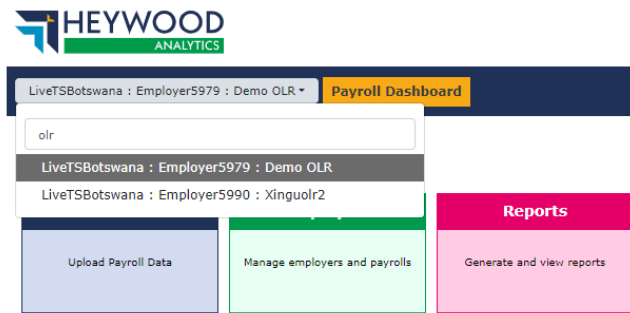 HEYWOOD
ANALYTICS
LiveTSBotswana : Employer5979 : Demo OLR
Payroll Dashboard
olr
LiveTSBotswana : Employer5979 : Demo OLR
LiveTSBotswana : Employer5990 : Xinguolr2
Reports
Upload Payroll Data
Manage employers and payrolls
Generate and view reports